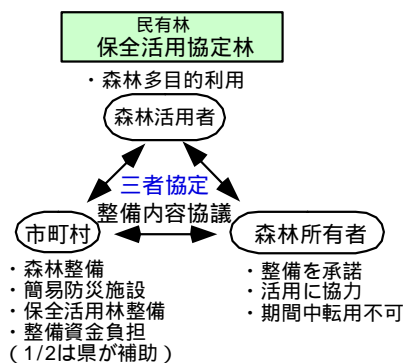 民有林
保全活用協定林
・森林多目的利用
森林活用者
三者協定
整備内容協議
市町村
森林所有者
・森林整備
・簡易防災施設
・保全活用林整備
・整備資金負担
（1/2は県が補助）
・整備を承諾
・活用に協力
・期間中転用不可